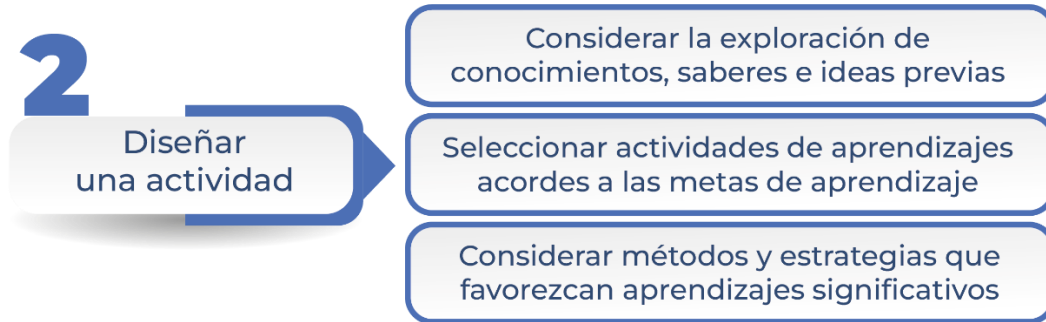 2
Diseñar
una actividad
Considerar la exploración de
conocimientos, saberes e ideas previas
Seleccionar actividades de aprendizajes
acordes a las metas de aprendizaje
Considerar métodos y estrategias que
favorezcan aprendizajes significativos